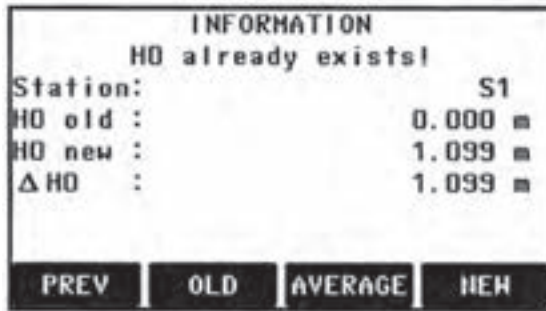 INFORMATION
H0 already exists!
Station: S1
H0 old : 0.000 m
H0 new : 1.099 m
Δ H0 : 1.099 m
PREV OLD AVERAGE NEW